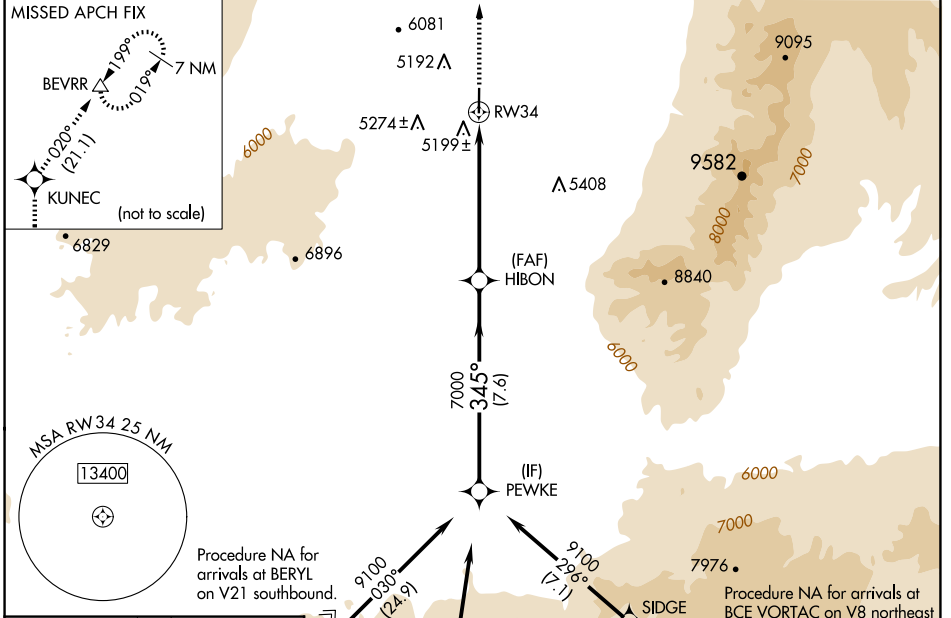 MISSED APCH FIX
BEVRR
199°
019°
7 NM
020°
(21.1)
KUNEC
(not to scale)
6081
5192
5274±
5199±
RW34
5408
9095
9582
7000
8000
8840
6000
6000
6829
6896
(FAF)
HIBON
7000
345°
(7.6)
(IF)
PEWKE
MSA RW34 25 NM
13400
Procedure NA for
arrivals at BERYL
on V21 southbound.
9100
030°
(24.9)
9100
296°
(7.1)
6000
7000
7976
SIDGE
Procedure NA for arrivals at
BCE VORTAC on V8 northeast